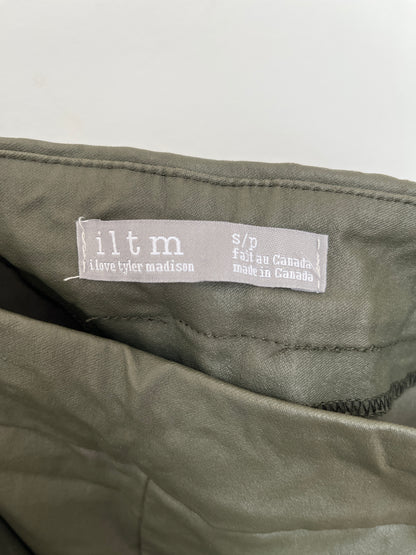 iltm
i love tyler madison
s/p
fait au Canada
made in Canada